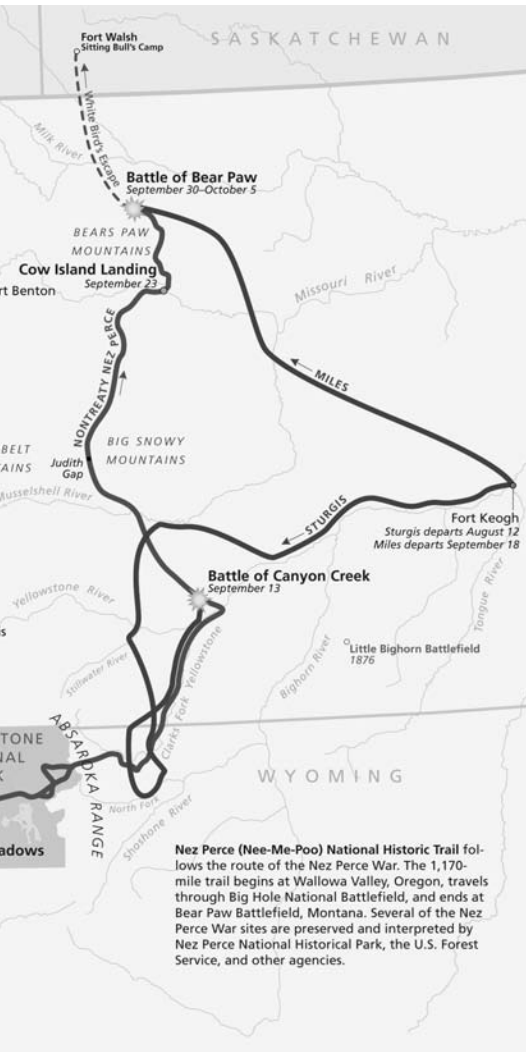 Fort Walsh
Sitting Bull's Camp
SASKATCHEWAN
White Bird's Escape
Milk River
Battle of Bear Paw
September 30–October 5
BEARS PAW
MOUNTAINS
Cow Island Landing
September 23
rt Benton
Missouri River
NONTREATY NEZ PERCE
MILES
BELT
AINS
Judith
Gap
BIG SNOWY
MOUNTAINS
Musselshell River
STURGIS
Fort Keogh
Sturgis departs August 12
Miles departs September 18
Battle of Canyon Creek
September 13
Yellowstone River
s
Little Bighorn Battlefield
1876
Tongue River
Bighorn River
Stillwater River
Clarks Fork Yellowstone
ABSAROKA RANGE
TONE
NAL
K
WYOMING
North Fork
Shoshone River
adows
Nez Perce (Nee-Me-Poo) National Historic Trail fol-
lows the route of the Nez Perce War. The 1,170-
mile trail begins at Wallowa Valley, Oregon, travels
through Big Hole National Battlefield, and ends at
Bear Paw Battlefield, Montana. Several of the Nez
Perce War sites are preserved and interpreted by
Nez Perce National Historical Park, the U.S. Forest
Service, and other agencies.